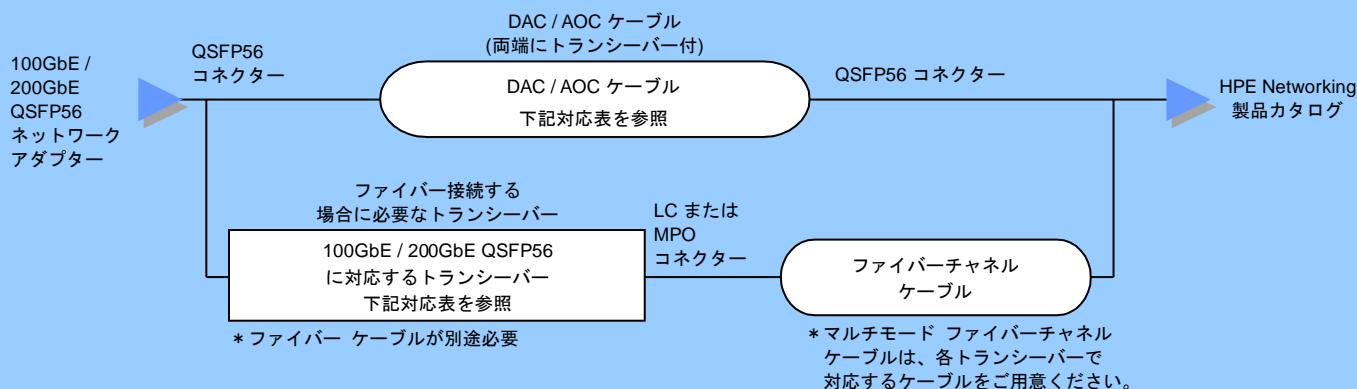 100GbE /
200GbE
QSFP56
ネットワーク
アダプター
QSFP56
コネクター
DAC / AOC ケーブル
(両端にトランシーバー付)
DAC / AOC ケーブル
下記対応表を参照
QSFP56 コネクター
HPE Networking
製品カタログ
ファイバー接続する
場合に必要なトランシーバー
100GbE / 200GbE QSFP56
に対応するトランシーバー
下記対応表を参照
* ファイバー ケーブルが別途必要
LC または
MPO
コネクター
ファイバーチャネル
ケーブル
* マルチモード ファイバーチャネル
ケーブルは、各トランシーバーで
対応するケーブルをご用意ください。